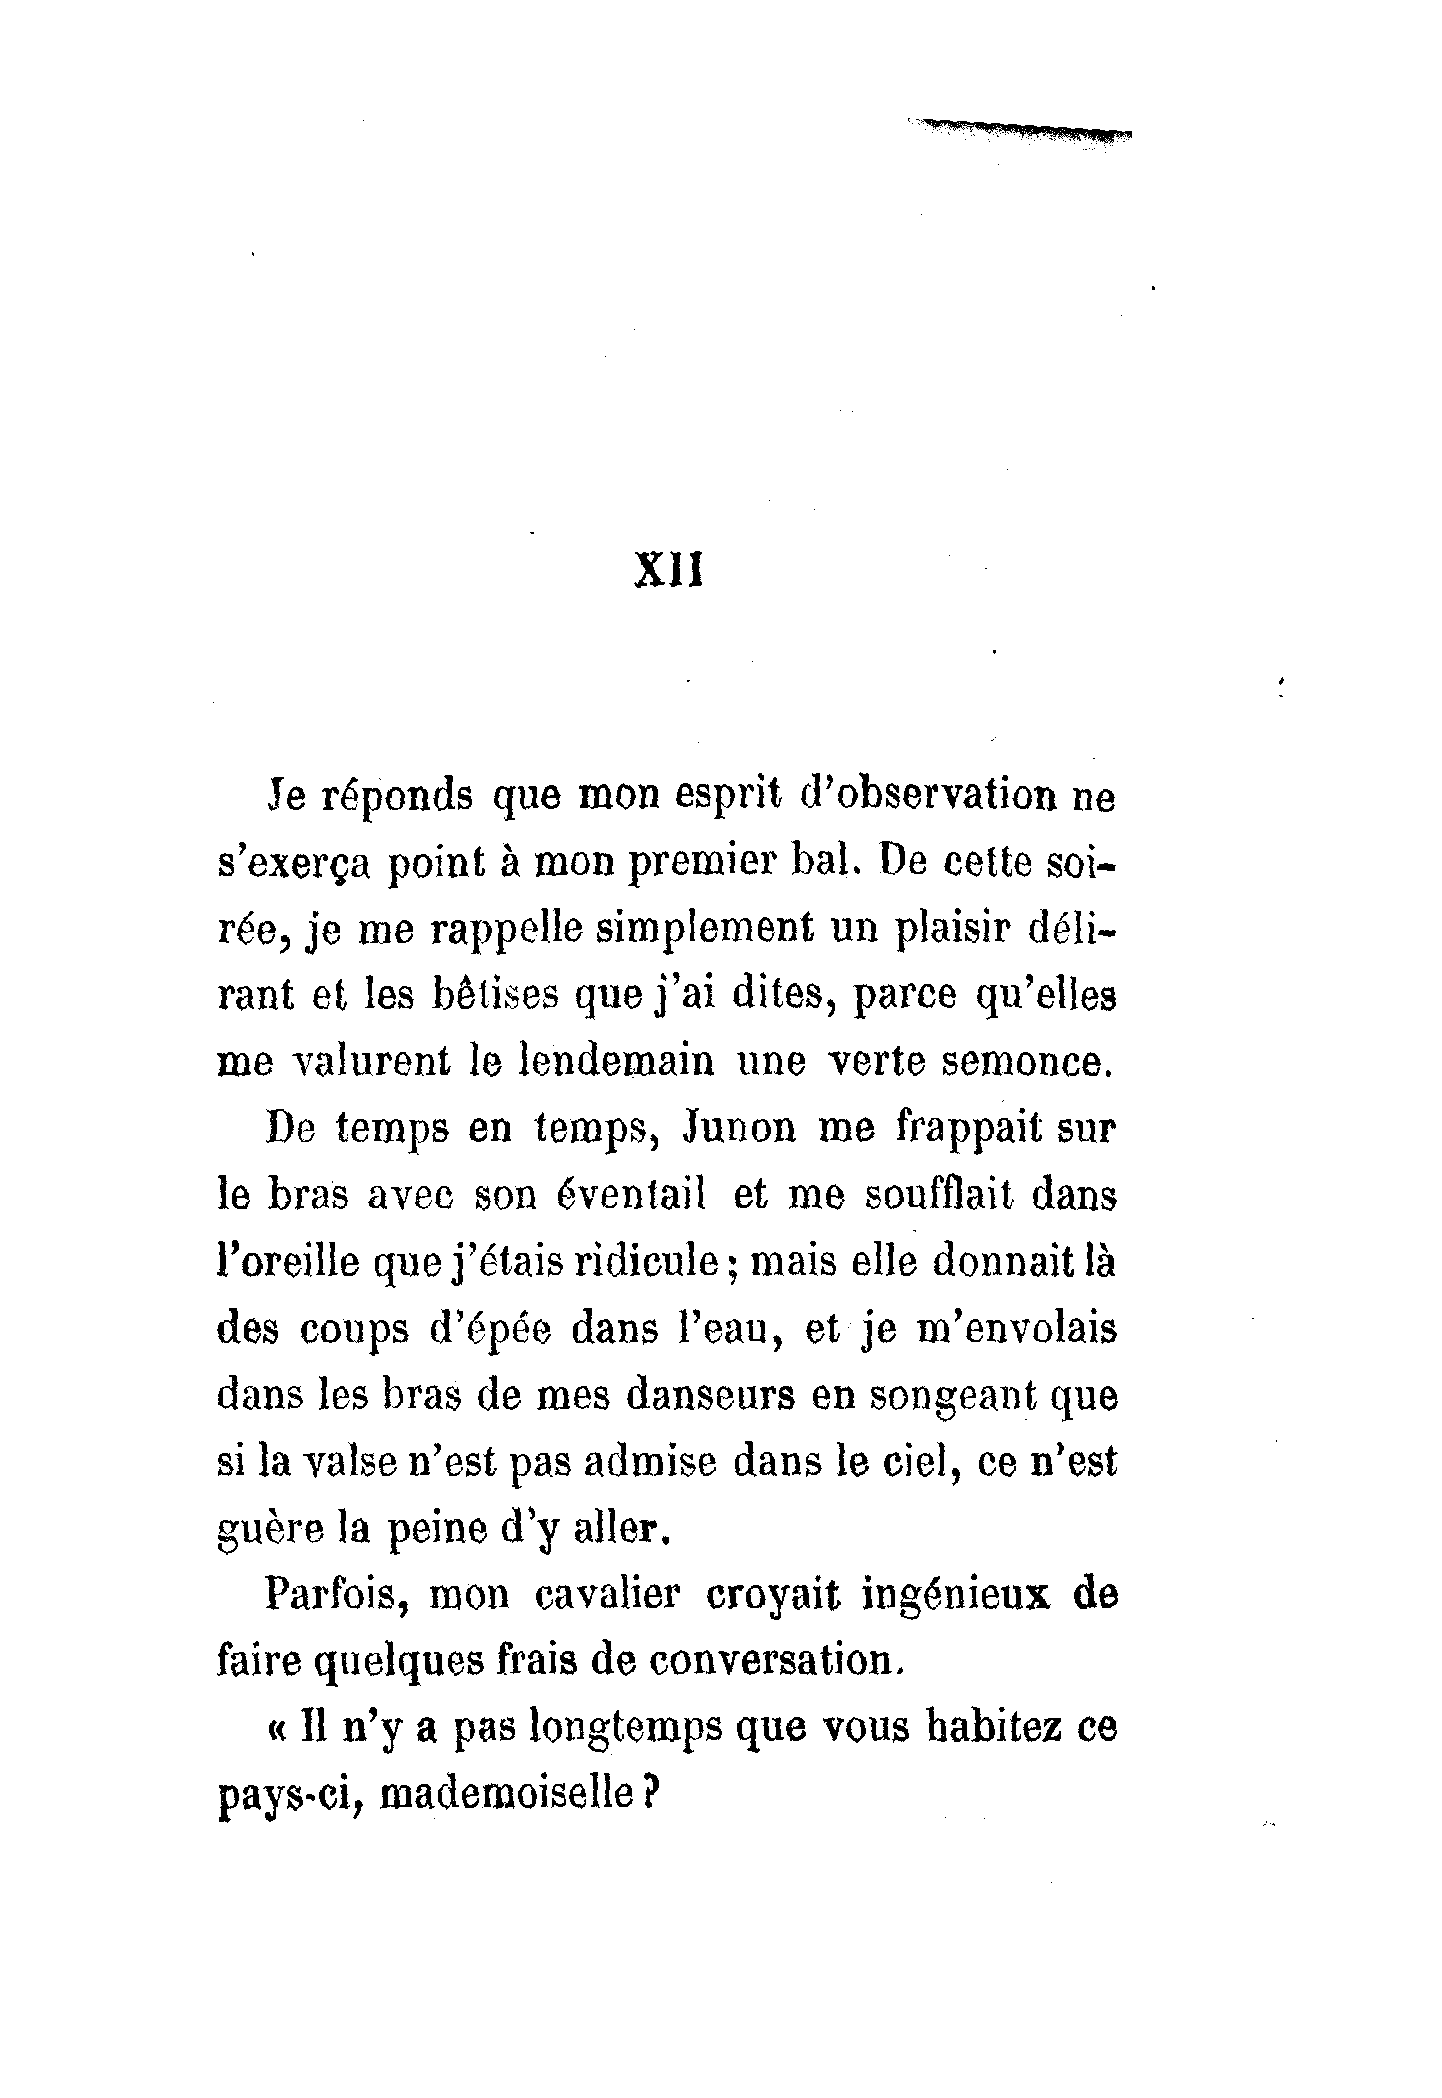 XII
Je réponds que mon esprit d'observation ne
s'exerça point à mon premier bal. De cette soi-
rée, je me rappelle simplement un plaisir déli-
rant et les bêtises que j'ai dites, parce qu'elles
me valurent le lendemain une verte semonce.
De temps en temps, Junon me frappait sur
le bras avec son éventail et me soufflait dans
l'oreille que j'étais ridicule ; mais elle donnait là
des coups d'épée dans l'eau, et je m'envolais
dans les bras de mes danseurs en songeant que
si la valse n'est pas admise dans le ciel, ce n'est
guère la peine d'y aller.
Parfois, mon cavalier croyait ingénieux de
faire quelques frais de conversation.
« Il n'y a pas longtemps que vous habitez ce
pays-ci, mademoiselle ?